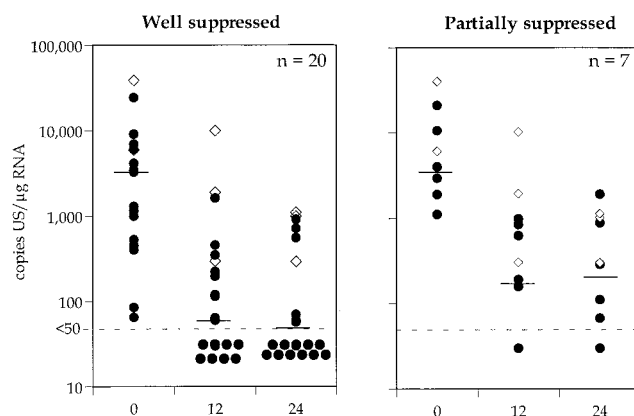 Well suppressed
Partially suppressed
n = 20
n = 7
copies US/μg RNA
100,000
10,000
1,000
100
<50
10
0 12 24
0 12 24